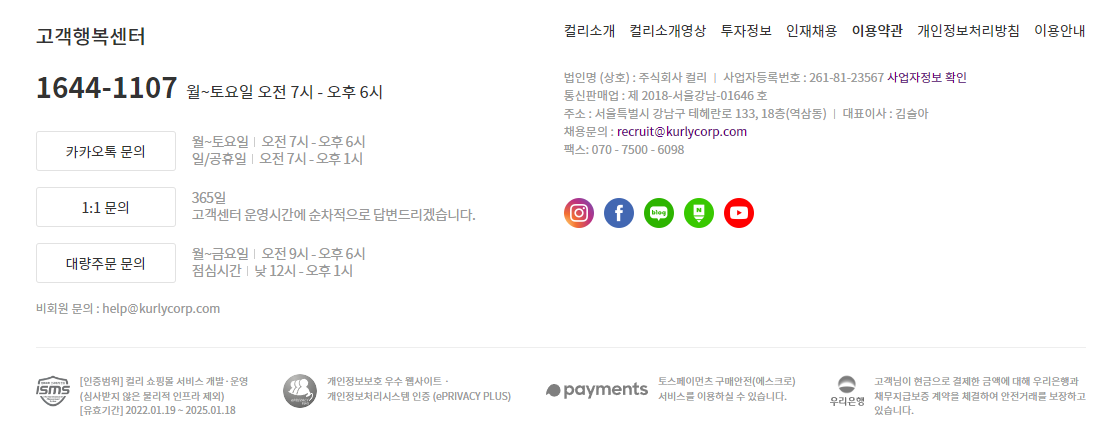 고객행복센터
1644-1107 월~토요일 오전 7시 - 오후 6시
카카오톡 문의
월~토요일 | 오전 7시 - 오후 6시
일/공휴일 | 오전 7시 - 오후 1시
1:1 문의
365일
고객센터 운영시간에 순차적으로 답변드리겠습니다.
대량주문 문의
월~금요일 | 오전 9시 - 오후 6시
점심시간 | 낮 12시 - 오후 1시
비회원 문의 : help@kurlycorp.com
컬리소개 컬리소개영상 투자정보 인재채용 이용약관 개인정보처리방침 이용안내
법인명 (상호) : 주식회사 컬리 | 사업자등록번호 : 261-81-23567 사업자정보 확인
통신판매업 : 제 2018-서울강남-01646 호
주소 : 서울특별시 강남구 테헤란로 133, 18층(역삼동) | 대표이사 : 김슬아
채용문의 : recruit@kurlycorp.com
팩스: 070 - 7500 - 6098
blog
N
ISMS
[인증범위] 컬리 쇼핑몰 서비스 개발·운영
(심사받지 않은 물리적 인프라 제외)
[유효기간] 2022.01.19 ~ 2025.01.18
개인정보보호 우수 웹사이트 ·
개인정보처리시스템 인증 (ePRIVACY PLUS)
payments
토스페이먼츠 구매안전(에스크로)
서비스를 이용하실 수 있습니다.
우리은행
고객님이 현금으로 결제한 금액에 대해 우리은행과
채무지급보증 계약을 체결하여 안전거래를 보장하고
있습니다.